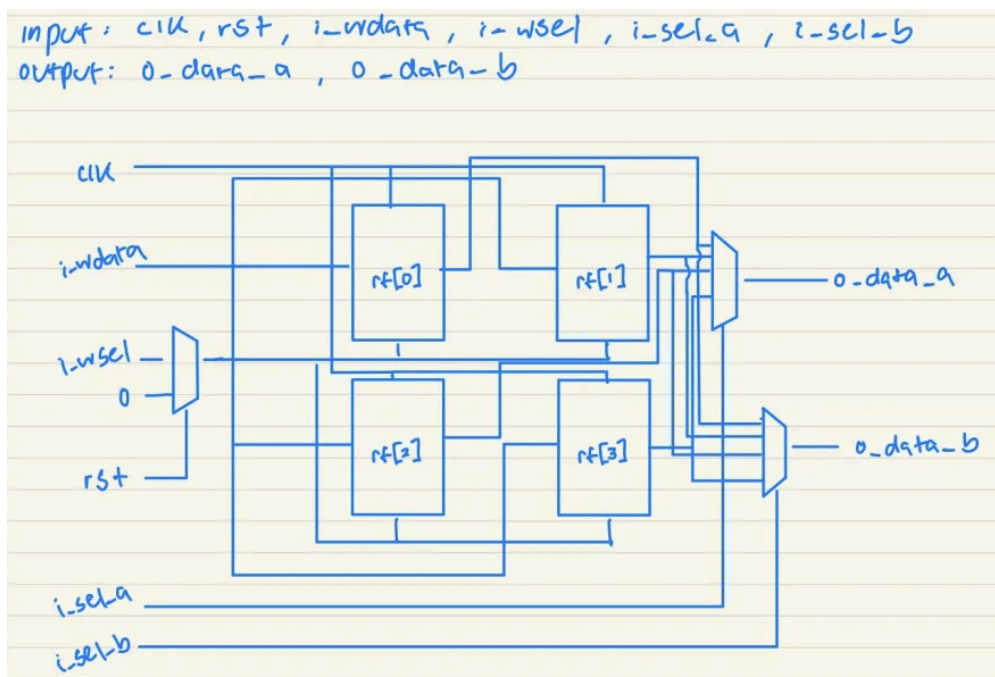 input: clk, rst, i_wdata, i_wsel, i_sel_a, i_sel_b
output: o_data_a, o_data_b
clk
i_wdata
rf[0]
rf[1]
o_data_a
i_wsel
0
rf[2]
rf[3]
o_data_b
rst
i_sel_a
i_sel_b